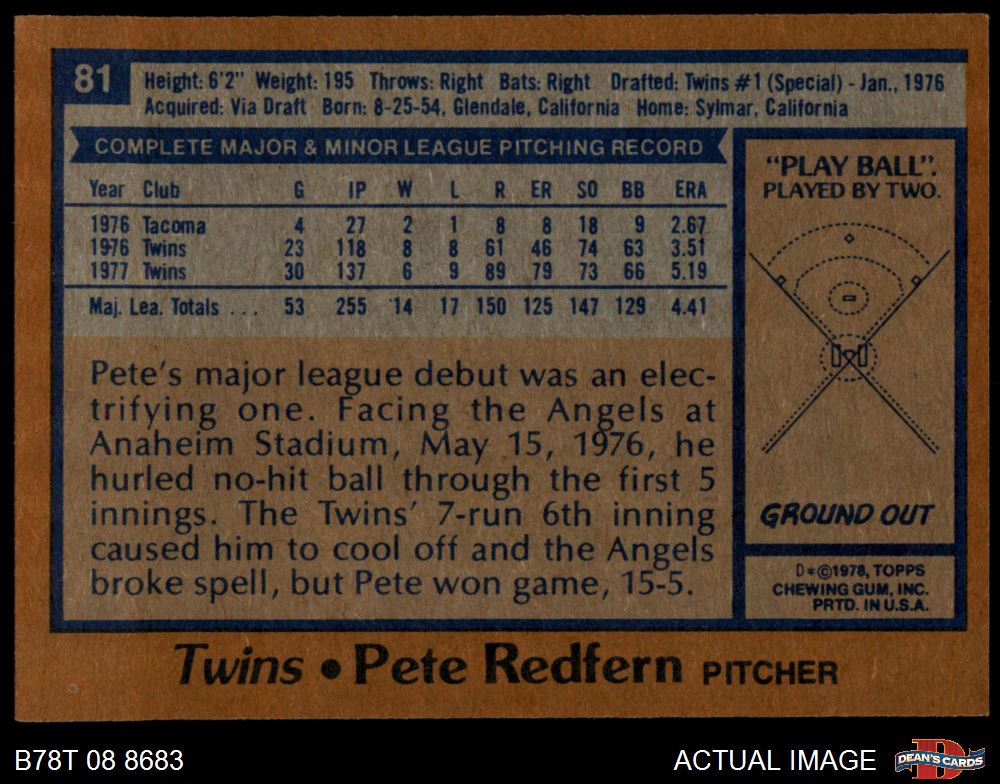 81
Height: 6'2" Weight: 195 Throws: Right Bats: Right Drafted: Twins #1 (Special) - Jan., 1976
Acquired: Via Draft Born: 8-25-54, Glendale, California Home: Sylmar, California
COMPLETE MAJOR & MINOR LEAGUE PITCHING RECORD
Year Club G IP W L R ER SO BB ERA
1976 Tacoma 4 27 2 1 8 8 18 9 2.67
1976 Twins 23 118 8 8 61 46 74 63 3.51
1977 Twins 30 137 6 9 89 79 73 66 5.19
Maj. Lea. Totals . . . 53 255 14 17 150 125 147 129 4.41
Pete's major league debut was an elec-
trifying one. Facing the Angels at
Anaheim Stadium, May 15, 1976, he
hurled no-hit ball through the first 5
innings. The Twins' 7-run 6th inning
caused him to cool off and the Angels
broke spell, but Pete won game, 15-5.
"PLAY BALL".
PLAYED BY TWO.
GROUND OUT
D*©1978, TOPPS
CHEWING GUM, INC.
PRTD. IN U.S.A.
Twins • Pete Redfern PITCHER
B78T 08 8683
ACTUAL IMAGE
DEAN'S CARDS